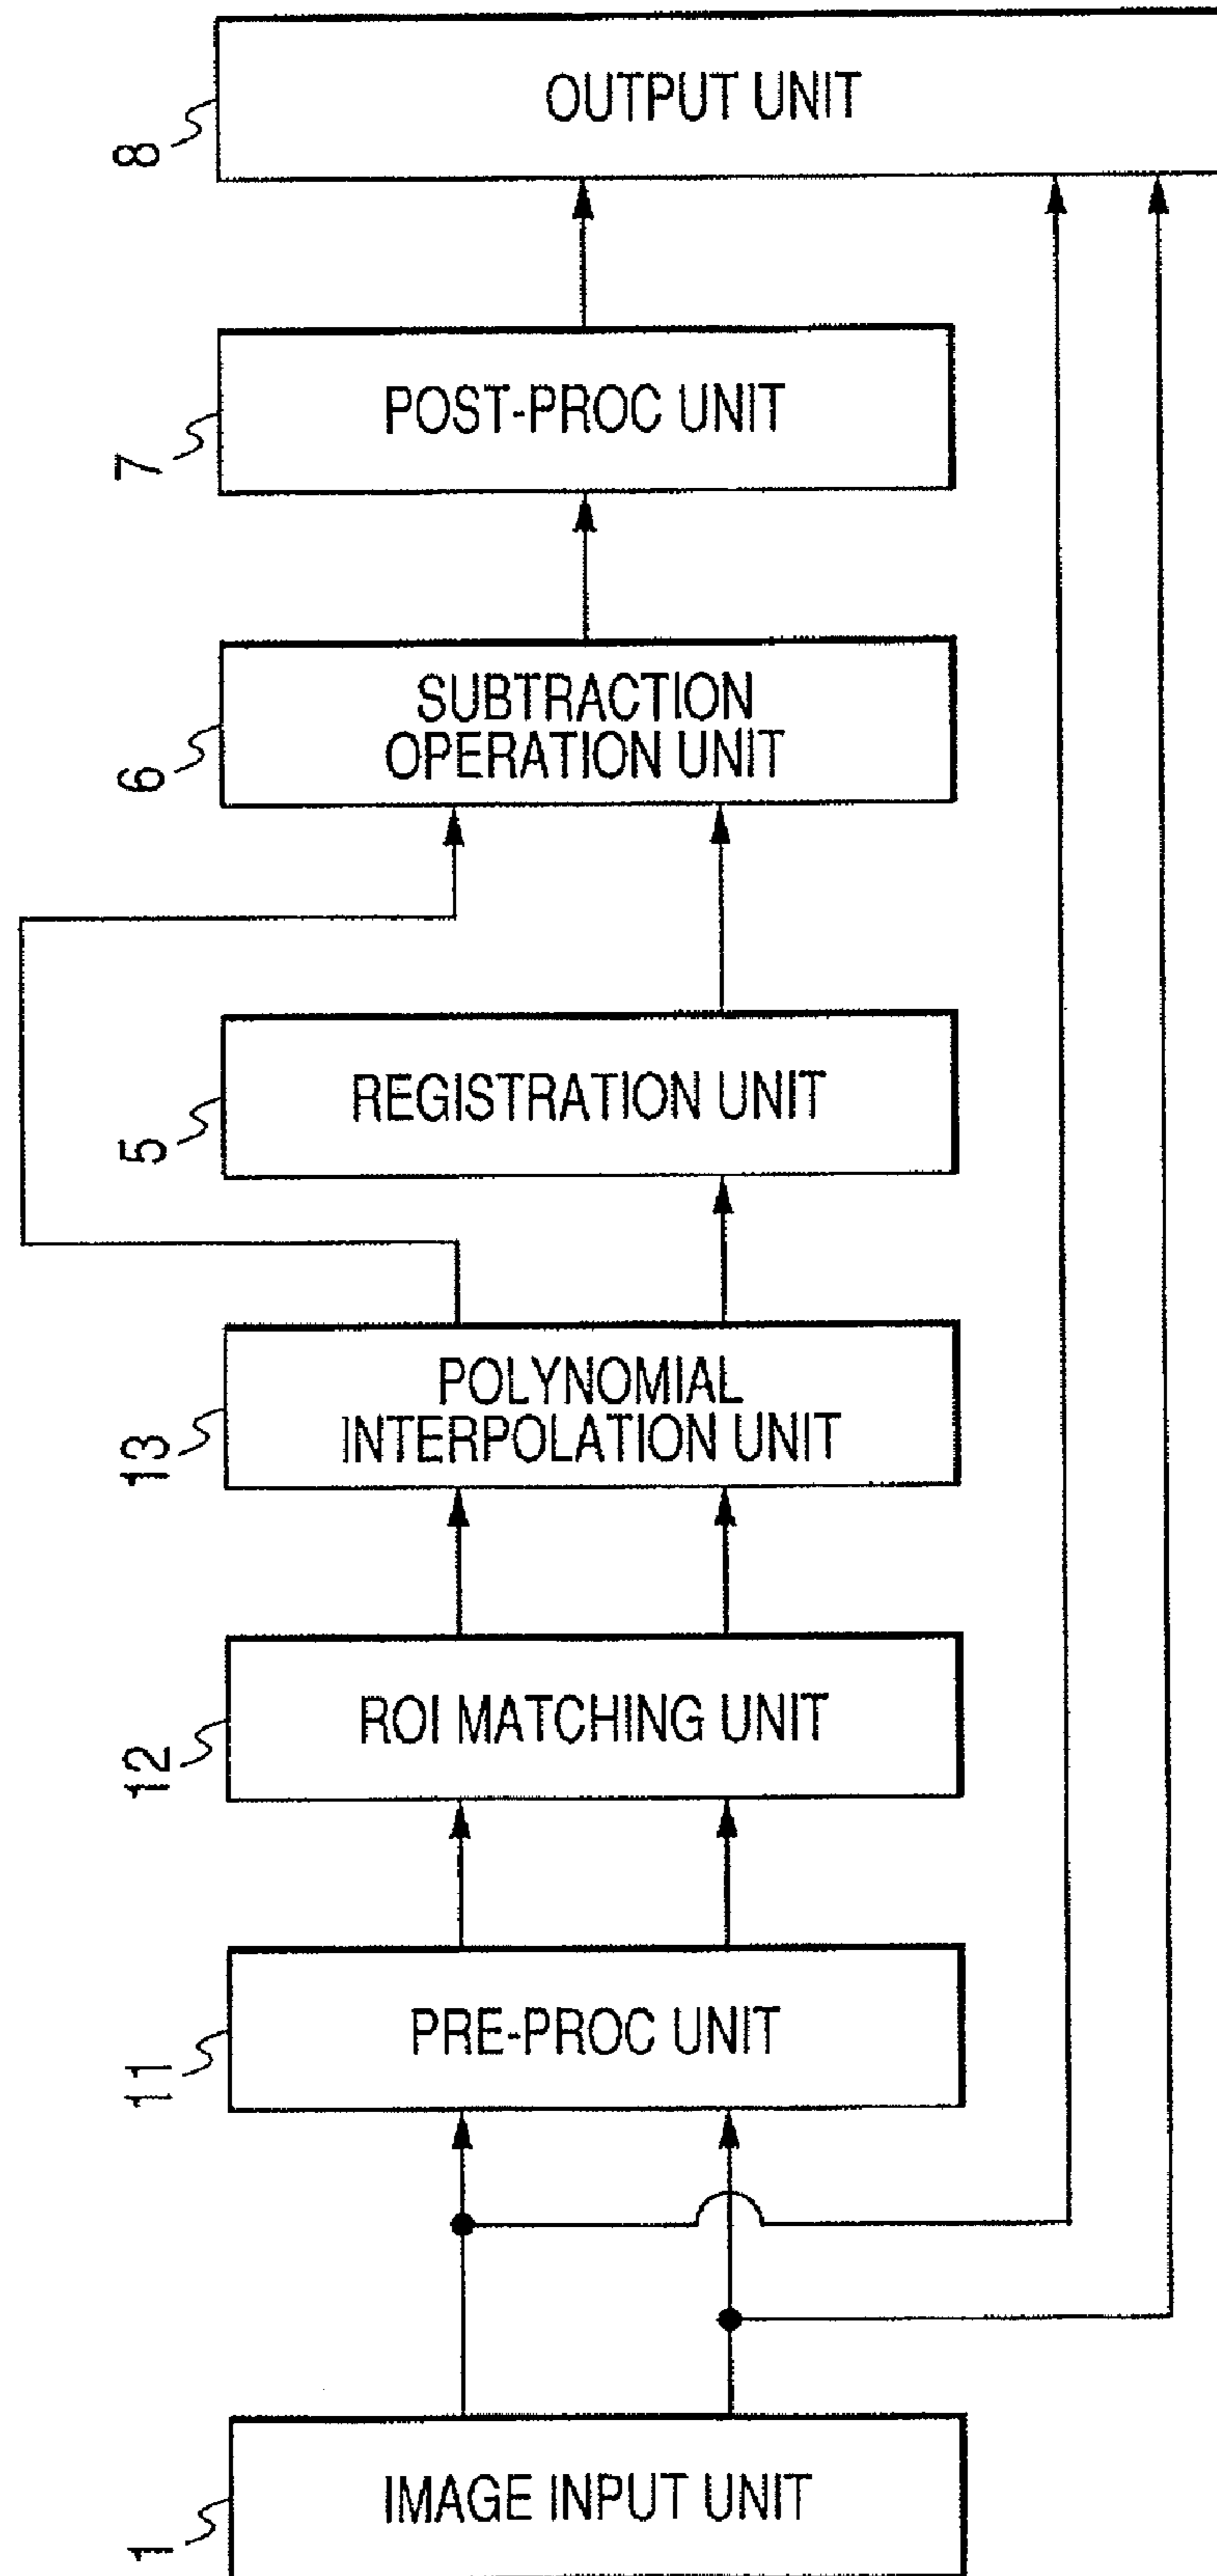 OUTPUT UNIT
8
POST-PROC UNIT
7
SUBTRACTION
OPERATION UNIT
6
REGISTRATION UNIT
5
POLYNOMIAL
INTERPOLATION UNIT
13
ROI MATCHING UNIT
12
PRE-PROC UNIT
11
IMAGE INPUT UNIT
1